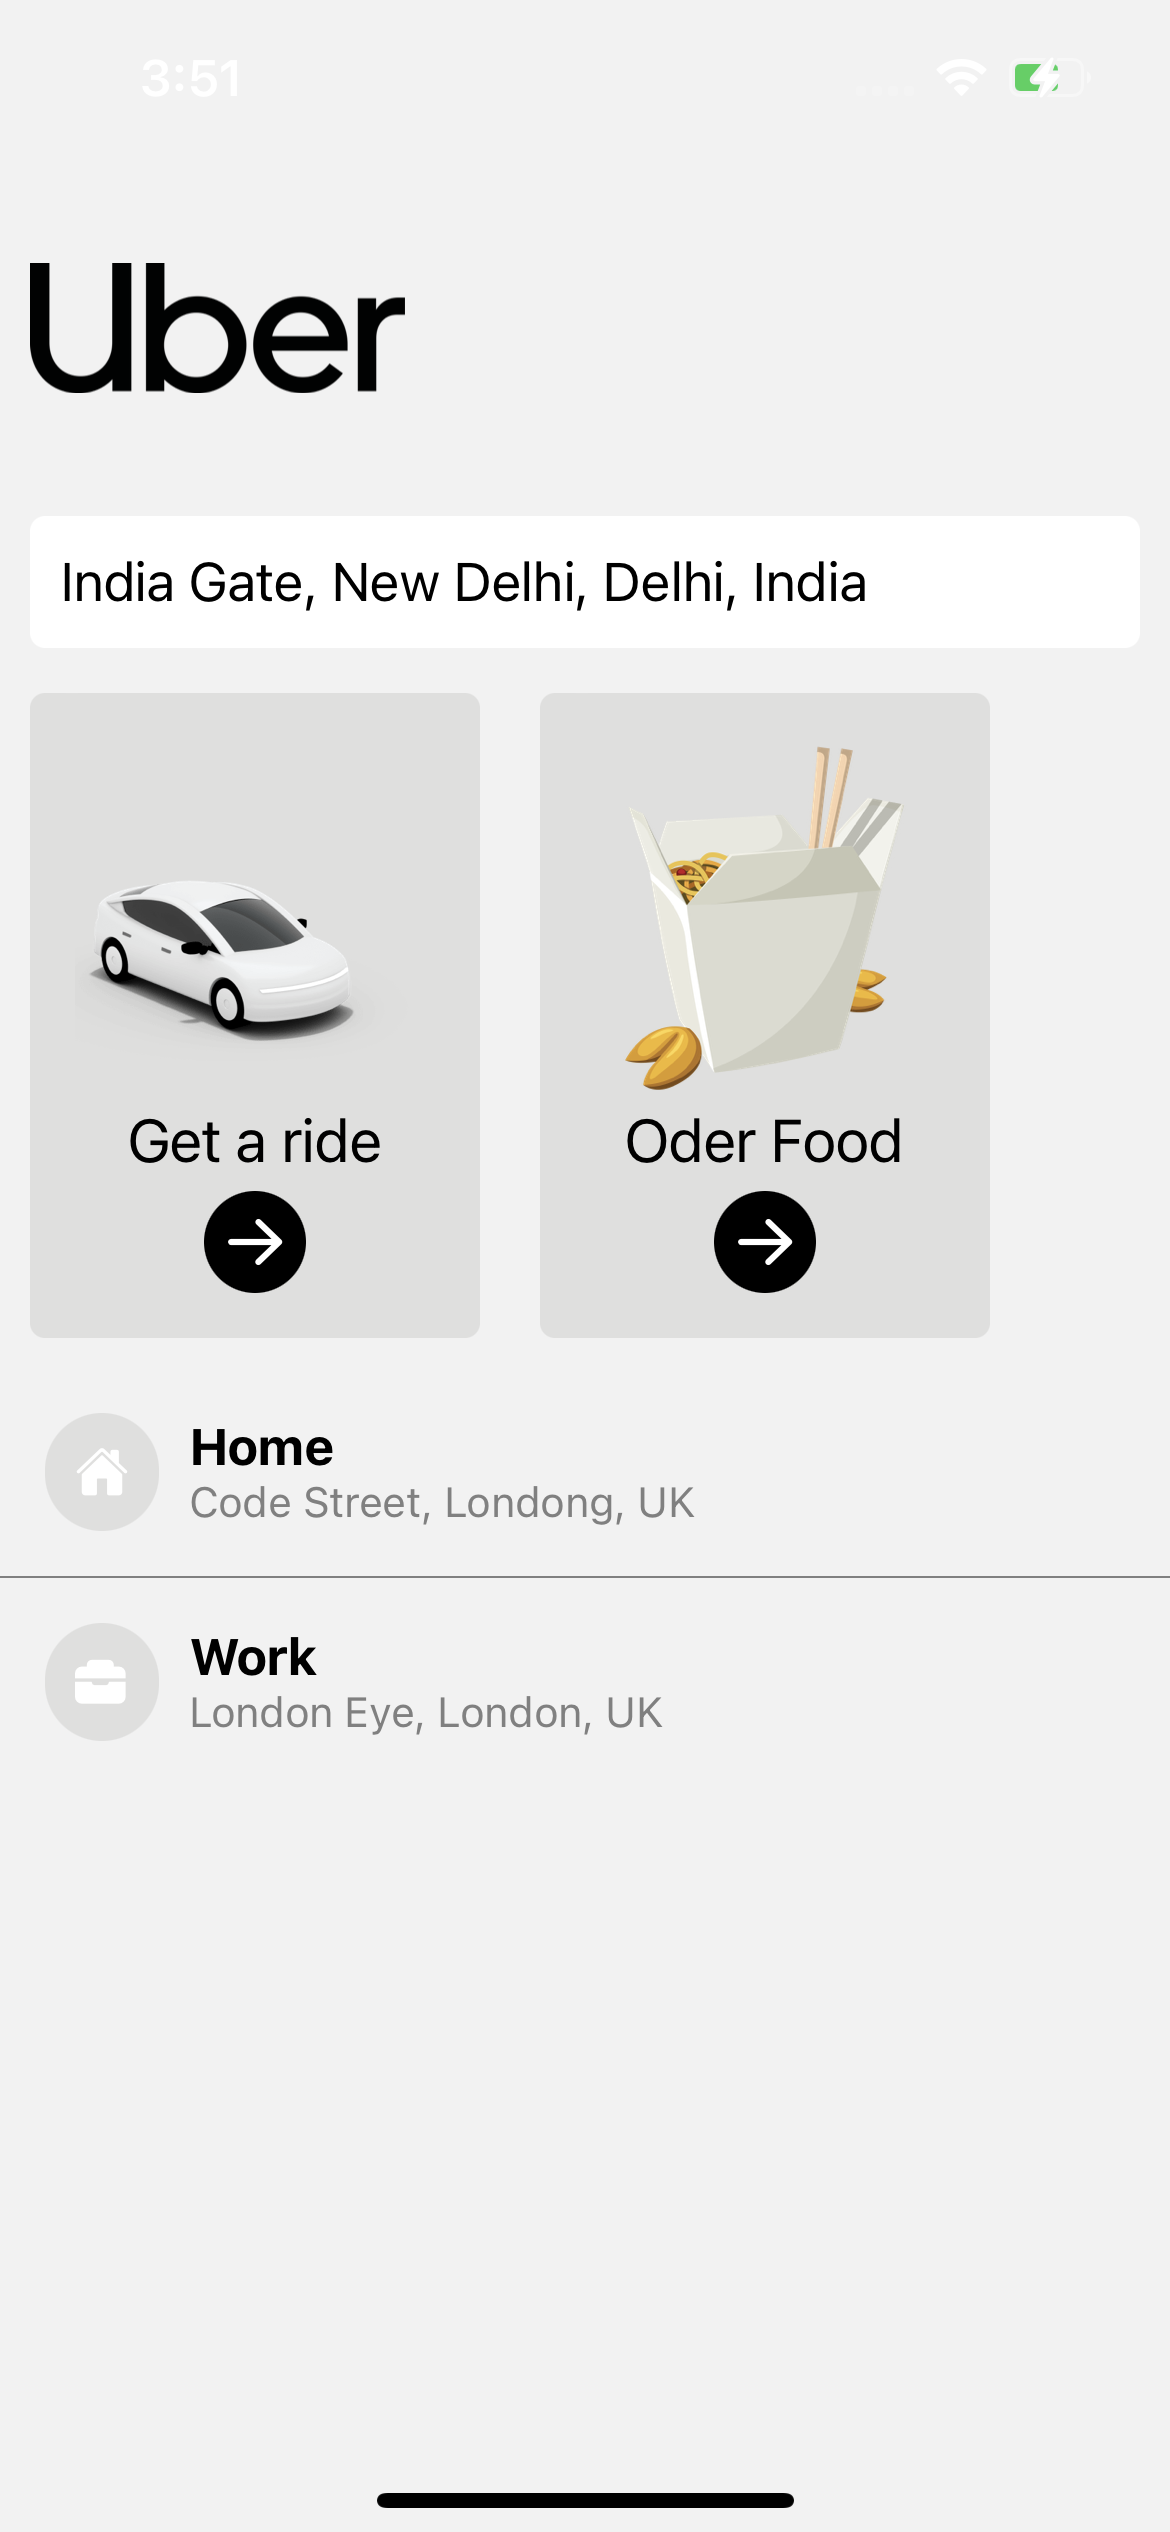 3:51
Uber
India Gate, New Delhi, Delhi, India
Get a ride
Oder Food
Home
Code Street, Londong, UK
Work
London Eye, London, UK